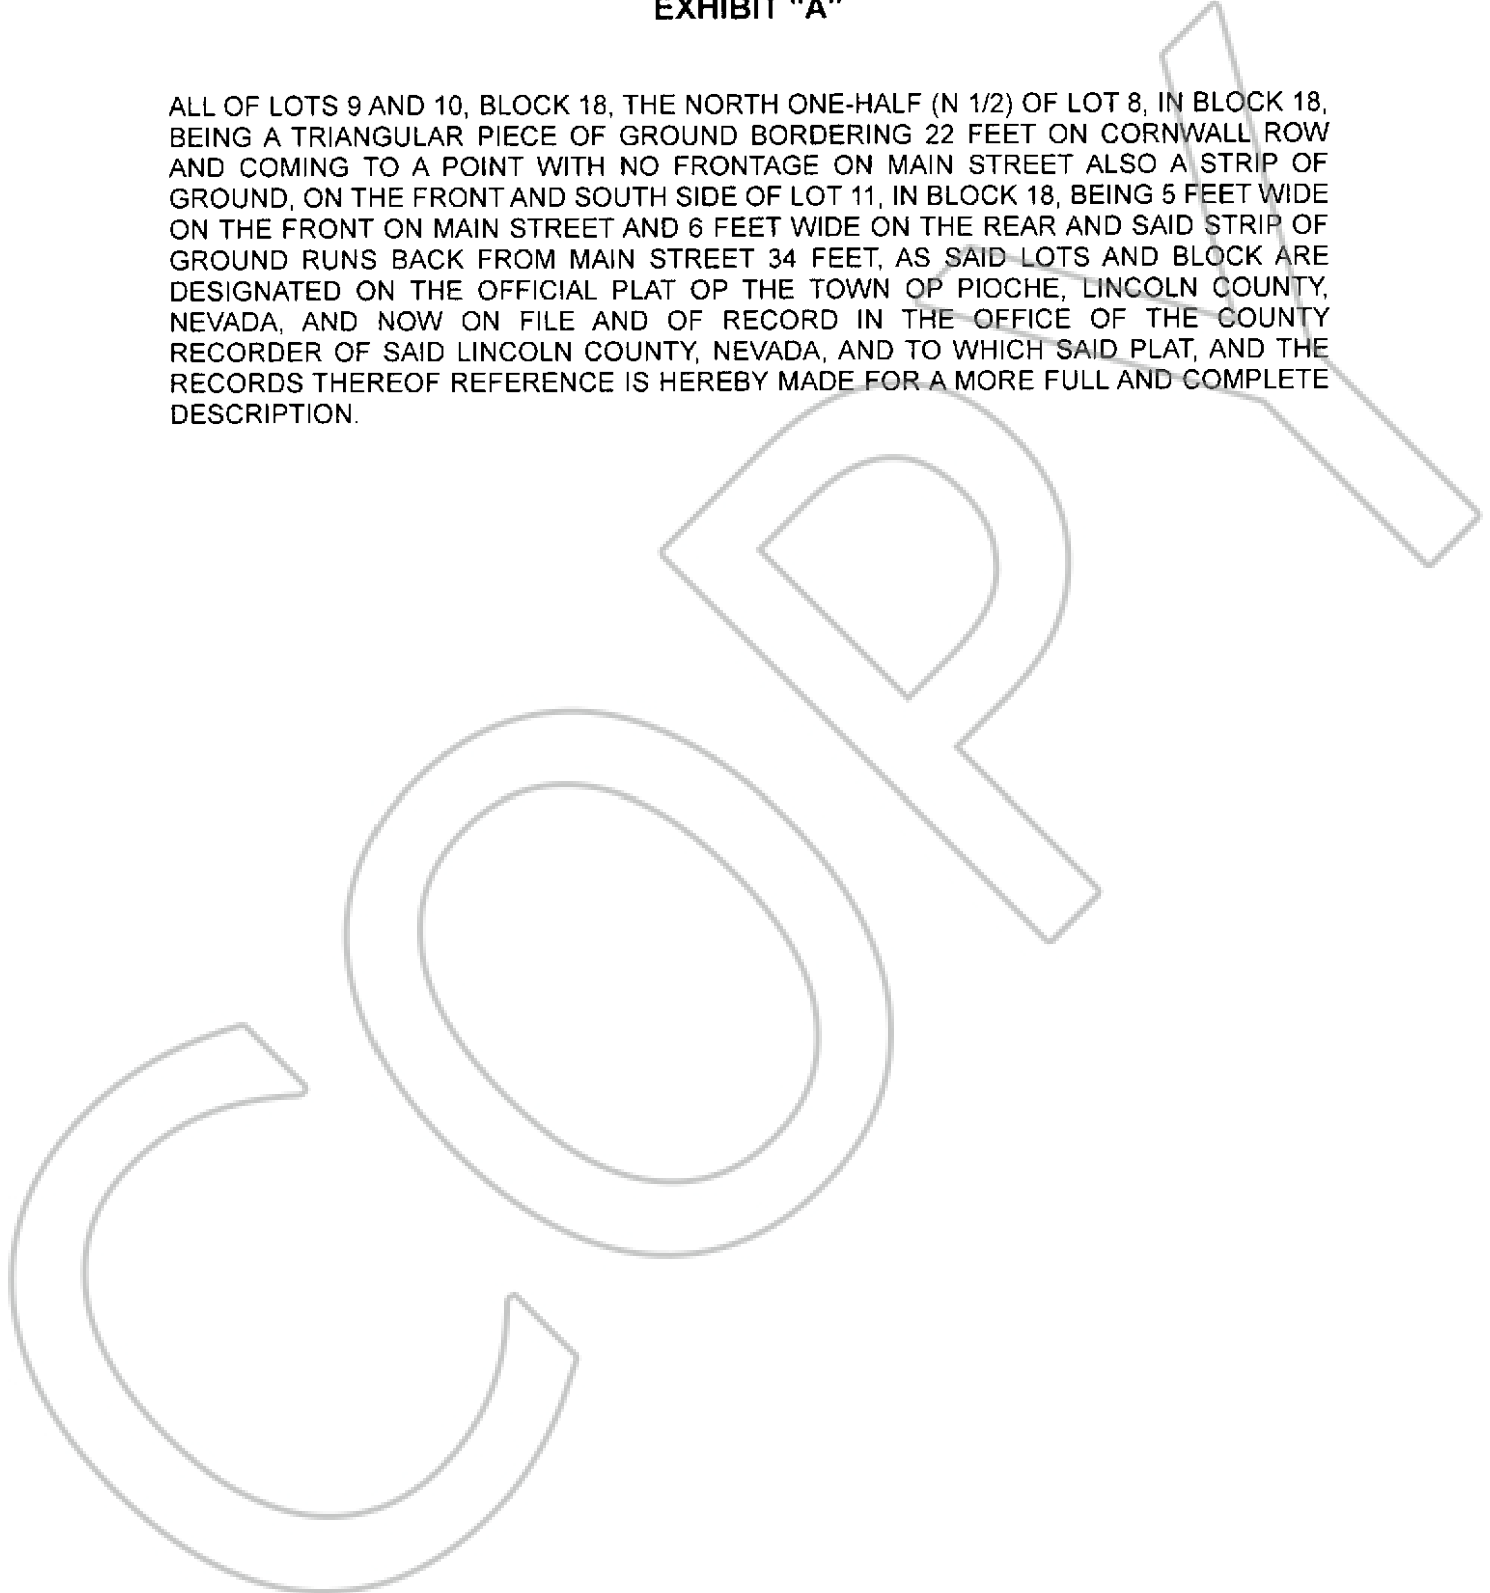 EXHIBIT "A"
ALL OF LOTS 9 AND 10, BLOCK 18, THE NORTH ONE-HALF (N 1/2) OF LOT 8, IN BLOCK 18,
BEING A TRIANGULAR PIECE OF GROUND BORDERING 22 FEET ON CORNWALL ROW
AND COMING TO A POINT WITH NO FRONTAGE ON MAIN STREET ALSO A STRIP OF
GROUND, ON THE FRONT AND SOUTH SIDE OF LOT 11, IN BLOCK 18, BEING 5 FEET WIDE
ON THE FRONT ON MAIN STREET AND 6 FEET WIDE ON THE REAR AND SAID STRIP OF
GROUND RUNS BACK FROM MAIN STREET 34 FEET, AS SAID LOTS AND BLOCK ARE
DESIGNATED ON THE OFFICIAL PLAT OP THE TOWN OP PIOCHE, LINCOLN COUNTY,
NEVADA, AND NOW ON FILE AND OF RECORD IN THE OFFICE OF THE COUNTY
RECORDER OF SAID LINCOLN COUNTY, NEVADA, AND TO WHICH SAID PLAT, AND THE
RECORDS THEREOF REFERENCE IS HEREBY MADE FOR A MORE FULL AND COMPLETE
DESCRIPTION.
COPY